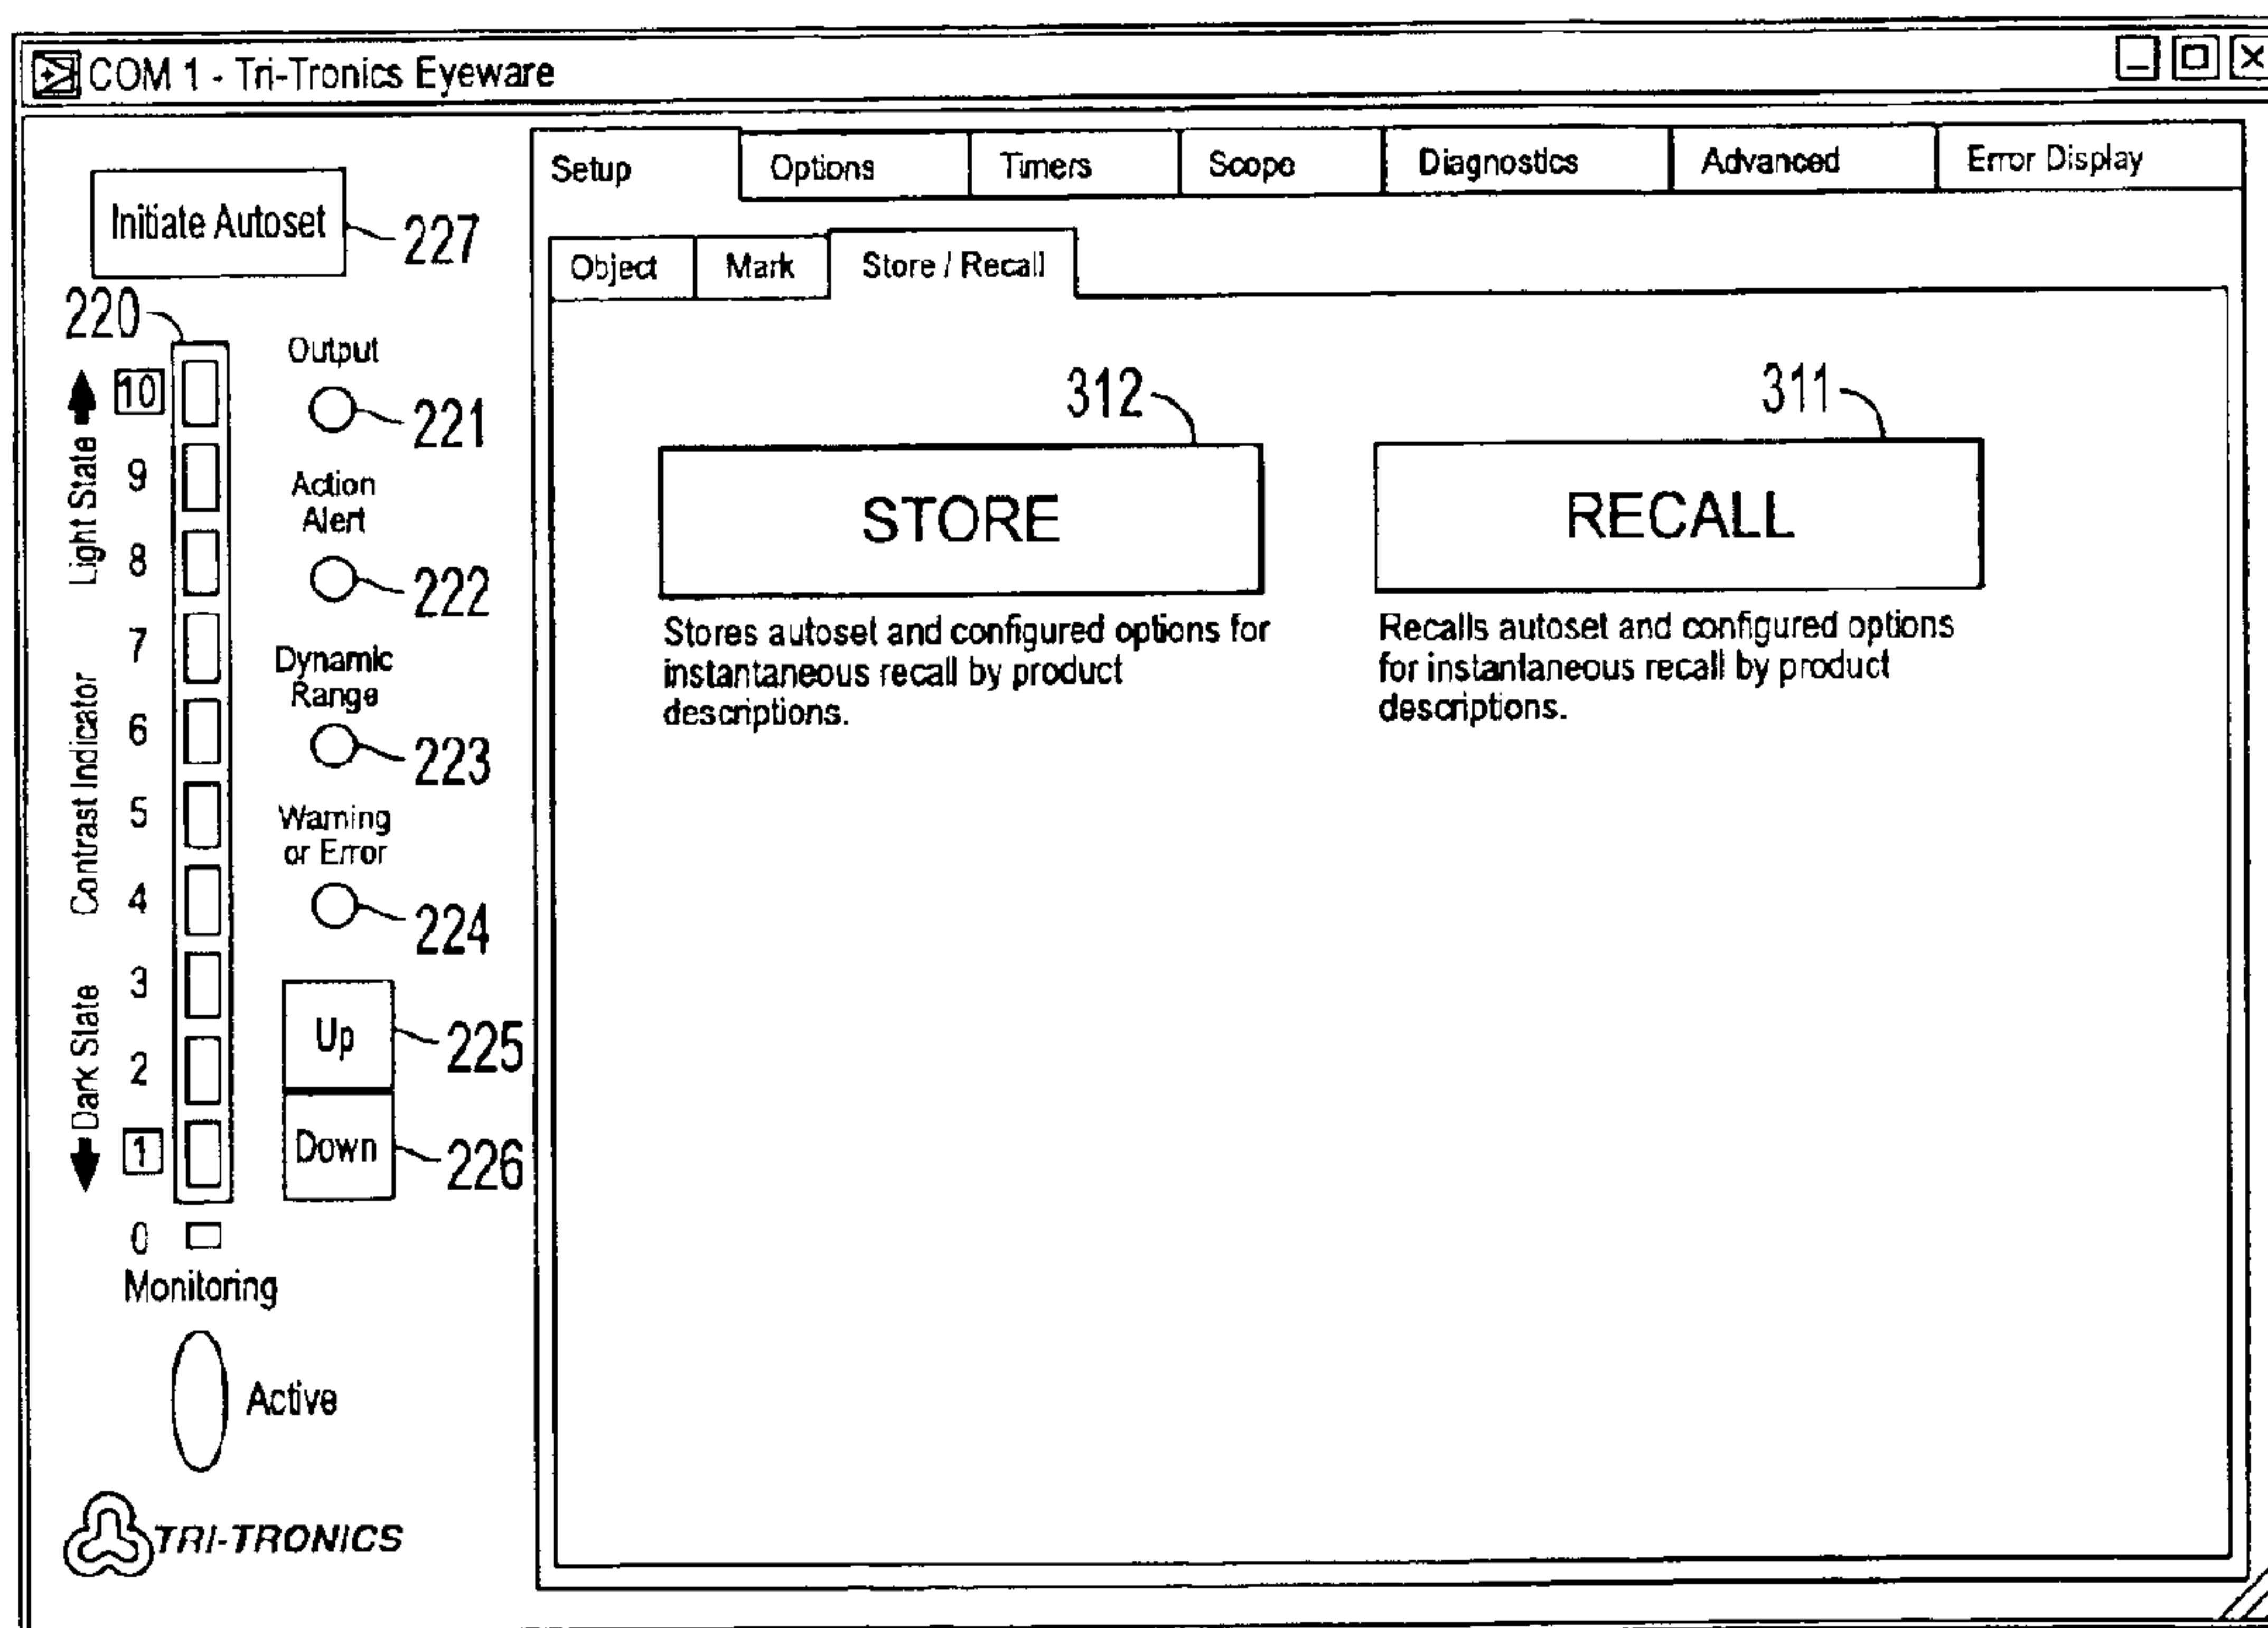 COM 1 - Tri-Tronics Eyeware
Setup Options Timers Scope Diagnostics Advanced Error Display
Initiate Autoset 227
Object Mark Store / Recall
220
Output
221
Action
Alert
222
Dynamic
Range
223
Warning
or Error
224
Up 225
Down 226
Light State
Contrast Indicator
Dark State
10
9
8
7
6
5
4
3
2
1
0
Monitoring
Active
TRI-TRONICS
312
STORE
Stores autoset and configured options for
instantaneous recall by product
descriptions.
311
RECALL
Recalls autoset and configured options
for instantaneous recall by product
descriptions.